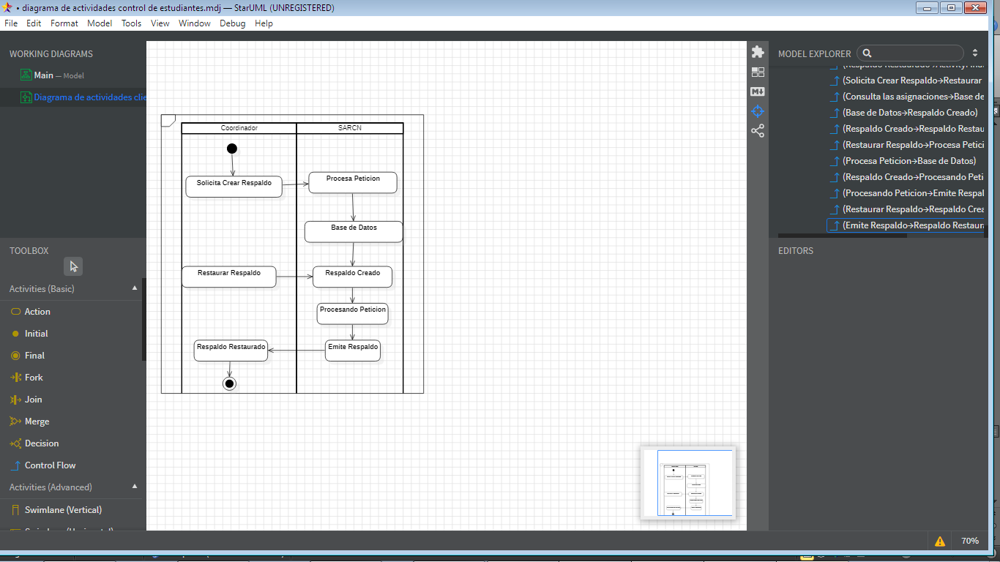 • diagrama de actividades control de estudiantes.mdj — StarUML (UNREGISTERED)
File Edit Format Model Tools View Window Debug Help
WORKING DIAGRAMS
Main — Model
Diagrama de actividades clie
TOOLBOX
Activities (Basic)
Action
Initial
Final
Fork
Join
Merge
Decision
Control Flow
Activities (Advanced)
Swimlane (Vertical)
Coordinador
SARCN
Solicita Crear Respaldo
Procesa Peticion
Base de Datos
Restaurar Respaldo
Respaldo Creado
Procesando Peticion
Respaldo Restaurado
Emite Respaldo
MODEL EXPLORER
(Solicita Crear Respaldo→Restaurar
(Consulta las asignaciones→Base de
(Base de Datos→Respaldo Creado)
(Respaldo Creado→Respaldo Restau
(Restaurar Respaldo→Procesa Petici
(Procesa Peticion→Base de Datos)
(Respaldo Creado→Procesando Peti
(Procesando Peticion→Emite Respal
(Restaurar Respaldo→Respaldo Crea
(Emite Respaldo→Respaldo Restaur
EDITORS
70%